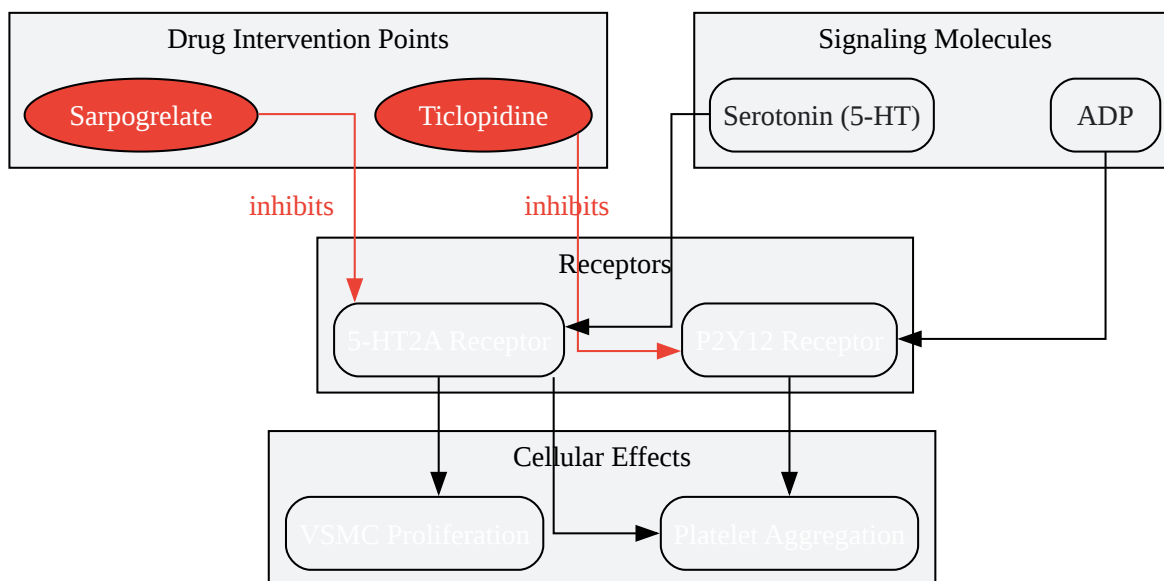 Drug Intervention Points
Signaling Molecules
Sarpogrelate
Ticlopidine
Serotonin (5-HT)
ADP
inhibits
inhibits
Receptors
5-HT2A Receptor
P2Y12 Receptor
Cellular Effects
VSMC Proliferation
Platelet Aggregation